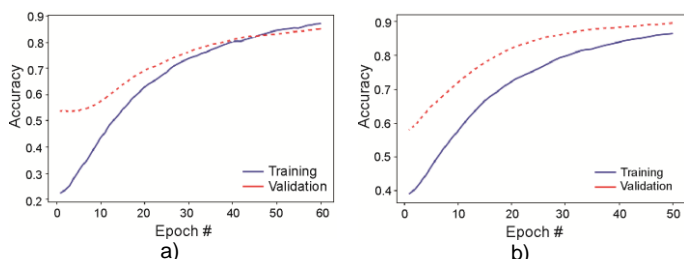 0.9
0.8
0.7
0.6
0.5
0.4
0.3
0.2
Accuracy
Training
Validation
0 10 20 30 40 50 60
Epoch #
a)
0.9
0.8
0.7
0.6
0.5
0.4
Accuracy
Training
Validation
0 10 20 30 40 50
Epoch #
b)